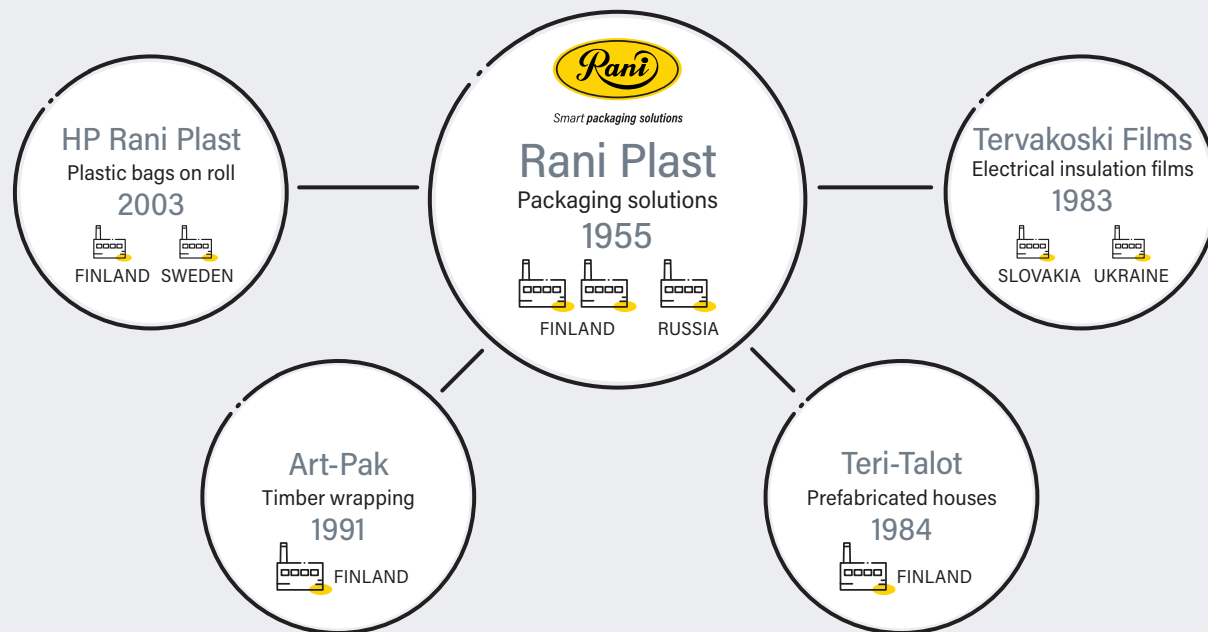 Rani
Smart packaging solutions
Rani Plast
Packaging solutions
1955
FINLAND RUSSIA
HP Rani Plast
Plastic bags on roll
2003
FINLAND SWEDEN
Tervakoski Films
Electrical insulation films
1983
SLOVAKIA UKRAINE
Art-Pak
Timber wrapping
1991
FINLAND
Teri-Talot
Prefabricated houses
1984
FINLAND